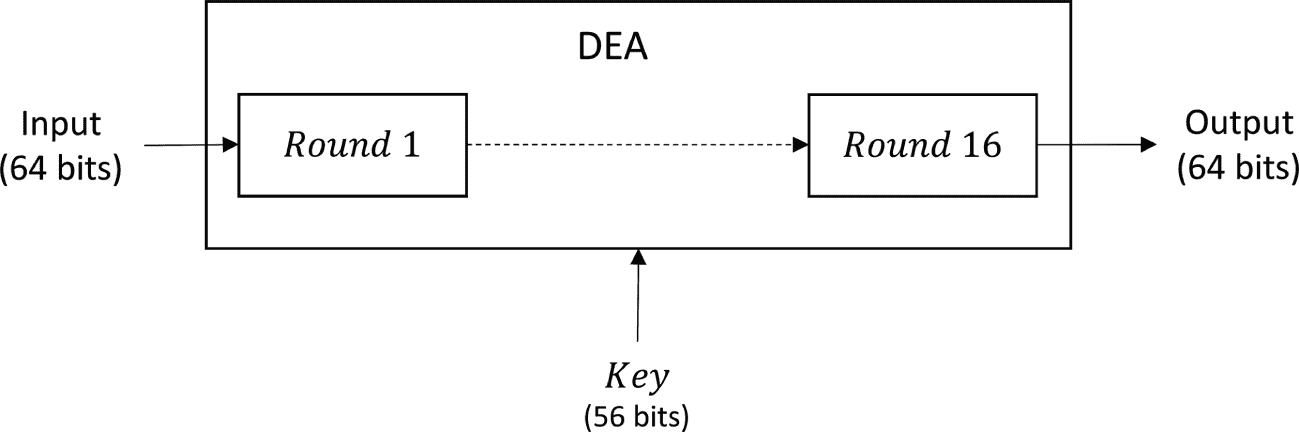 DEA
Input
(64 bits)
Round 1
Round 16
Output
(64 bits)
Key
(56 bits)